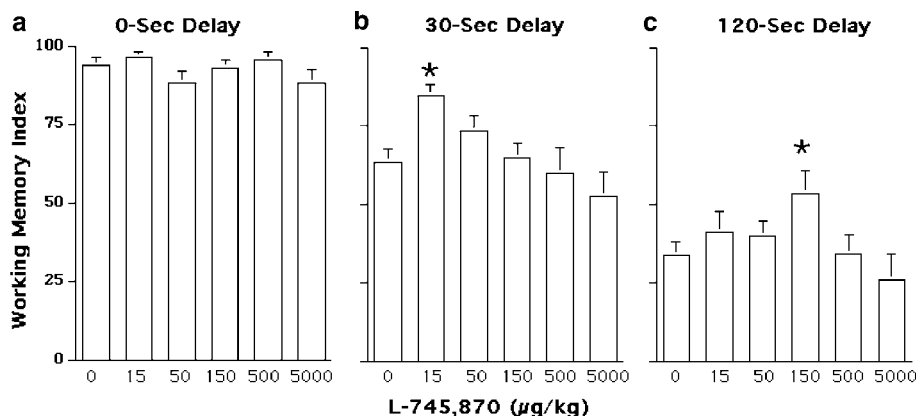 a 0-Sec Delay
b 30-Sec Delay
c 120-Sec Delay
Working Memory Index
100
75
50
25
0
*
*
0 15 50 150 500 5000
0 15 50 150 500 5000
0 15 50 150 500 5000
L-745,870 (µg/kg)